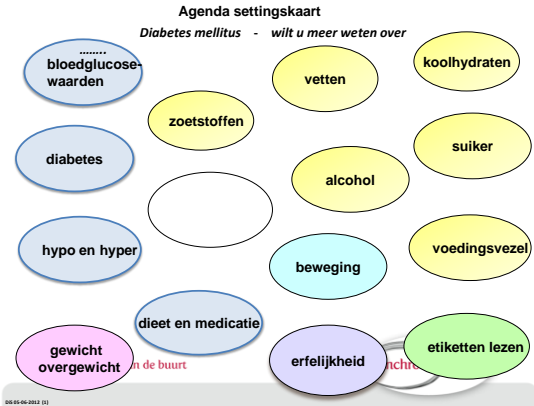 Agenda settingskaart
Diabetes mellitus - wilt u meer weten over
........
bloedglucose-
waarden
vetten
koolhydraten
zoetstoffen
suiker
diabetes
alcohol
hypo en hyper
voedingsvezel
beweging
dieet en medicatie
gewicht
overgewicht
de buurt
erfelijkheid
etiketten lezen
DIS 05-06-2012 (1)